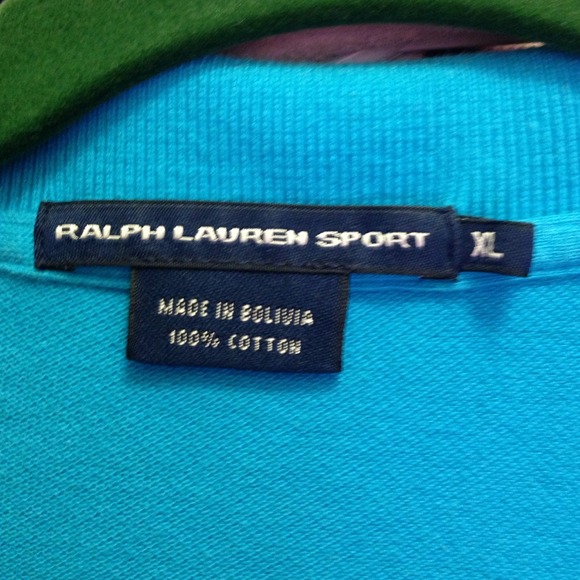 RALPH LAUREN SPORT
XL
MADE IN BOLIVIA
100% COTTON